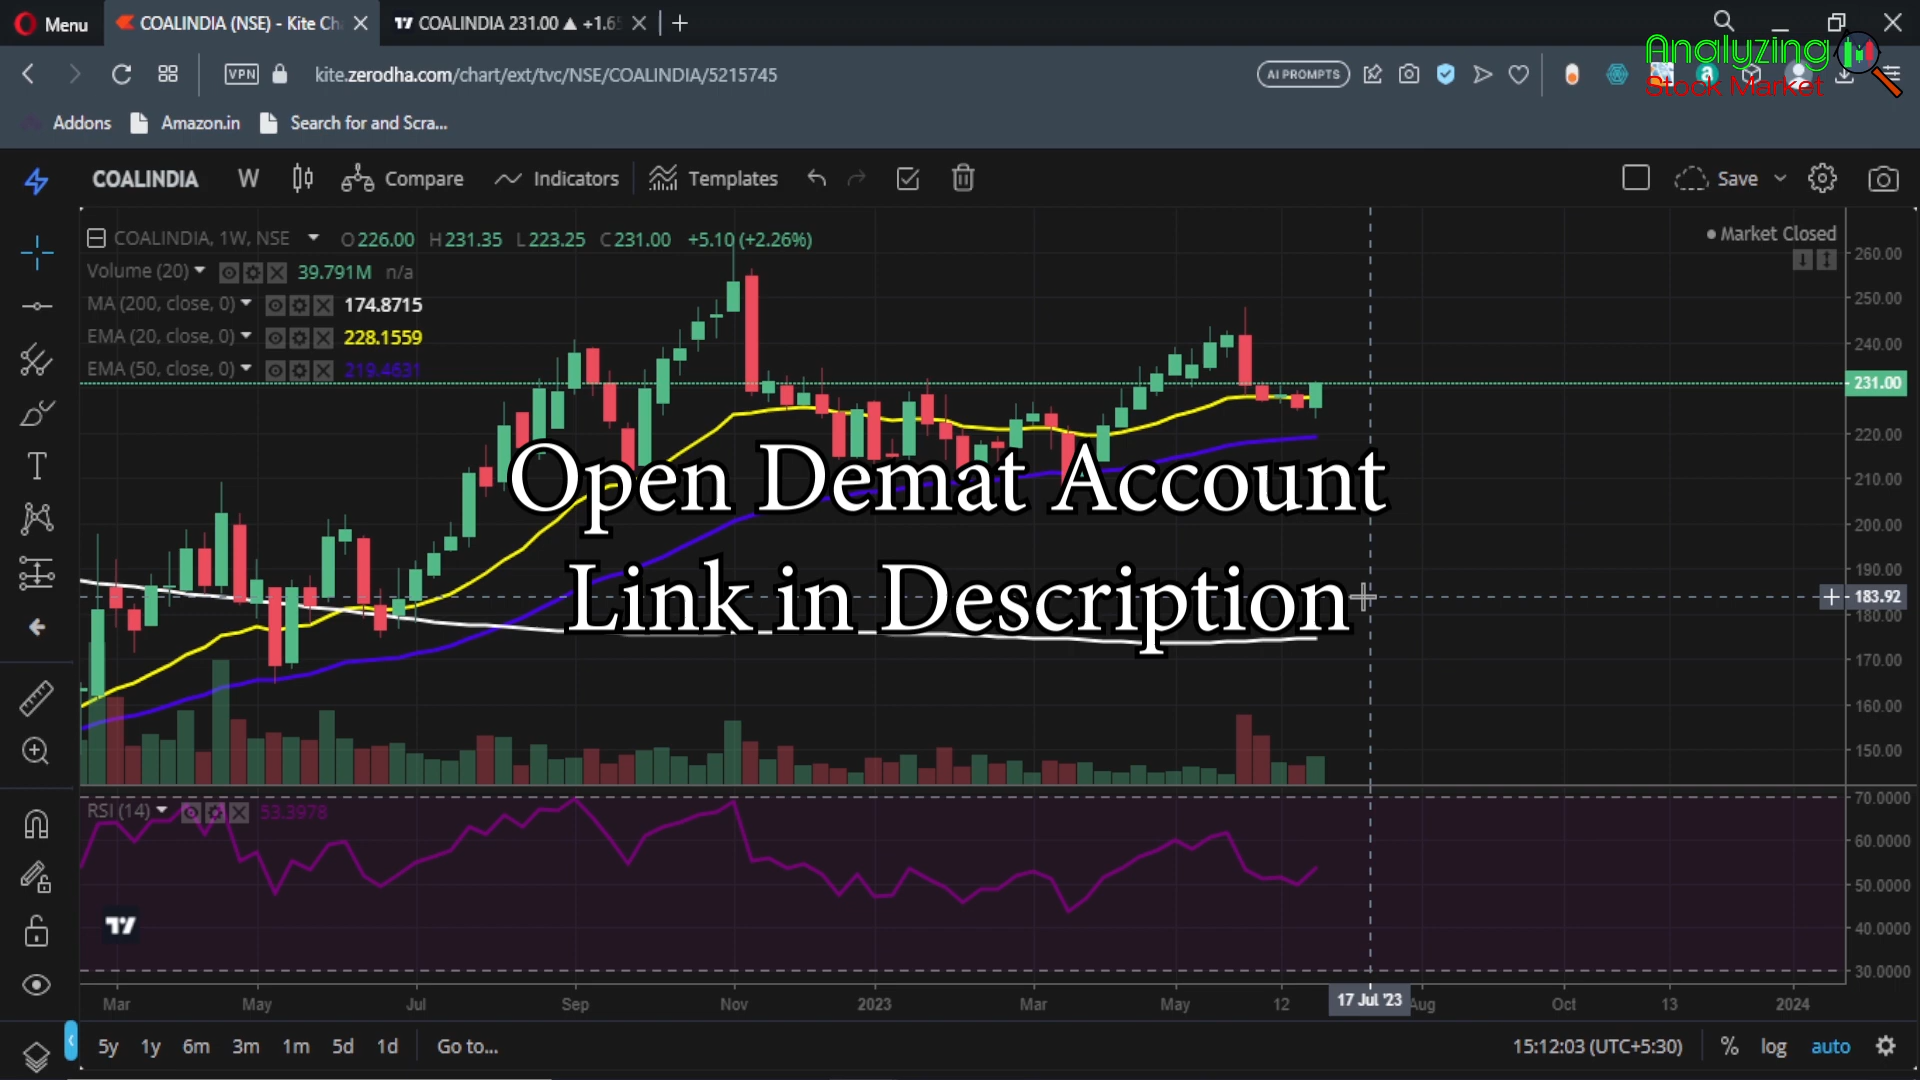 Menu
COALINDIA (NSE) - Kite Ch
COALINDIA 231.00 ▲ +1.6
VPN
kite.zerodha.com/chart/ext/tvc/NSE/COALINDIA/5215745
AI PROMPTS
Analyzing
Stock Market
Addons
Amazon.in
Search for and Scra...
COALINDIA
W
Compare
Indicators
Templates
Save
COALINDIA, 1W, NSE
O226.00 H231.35 L223.25 C231.00 +5.10 (+2.26%)
Market Closed
Volume (20) 39.791M n/a
MA (200, close, 0) 174.8715
EMA (20, close, 0) 228.1559
EMA (50, close, 0) 219.4631
260.00
250.00
240.00
231.00
220.00
210.00
200.00
190.00
183.92
180.00
170.00
160.00
150.00
Open Demat Account
Link in Description
RSI (14) 53.3978
70.0000
60.0000
50.0000
40.0000
30.0000
Mar May Jul Sep Nov 2023 Mar May 12 17 Jul '23 Aug Oct 13 2024
5y 1y 6m 3m 1m 5d 1d Go to...
15:12:03 (UTC+5:30) % log auto